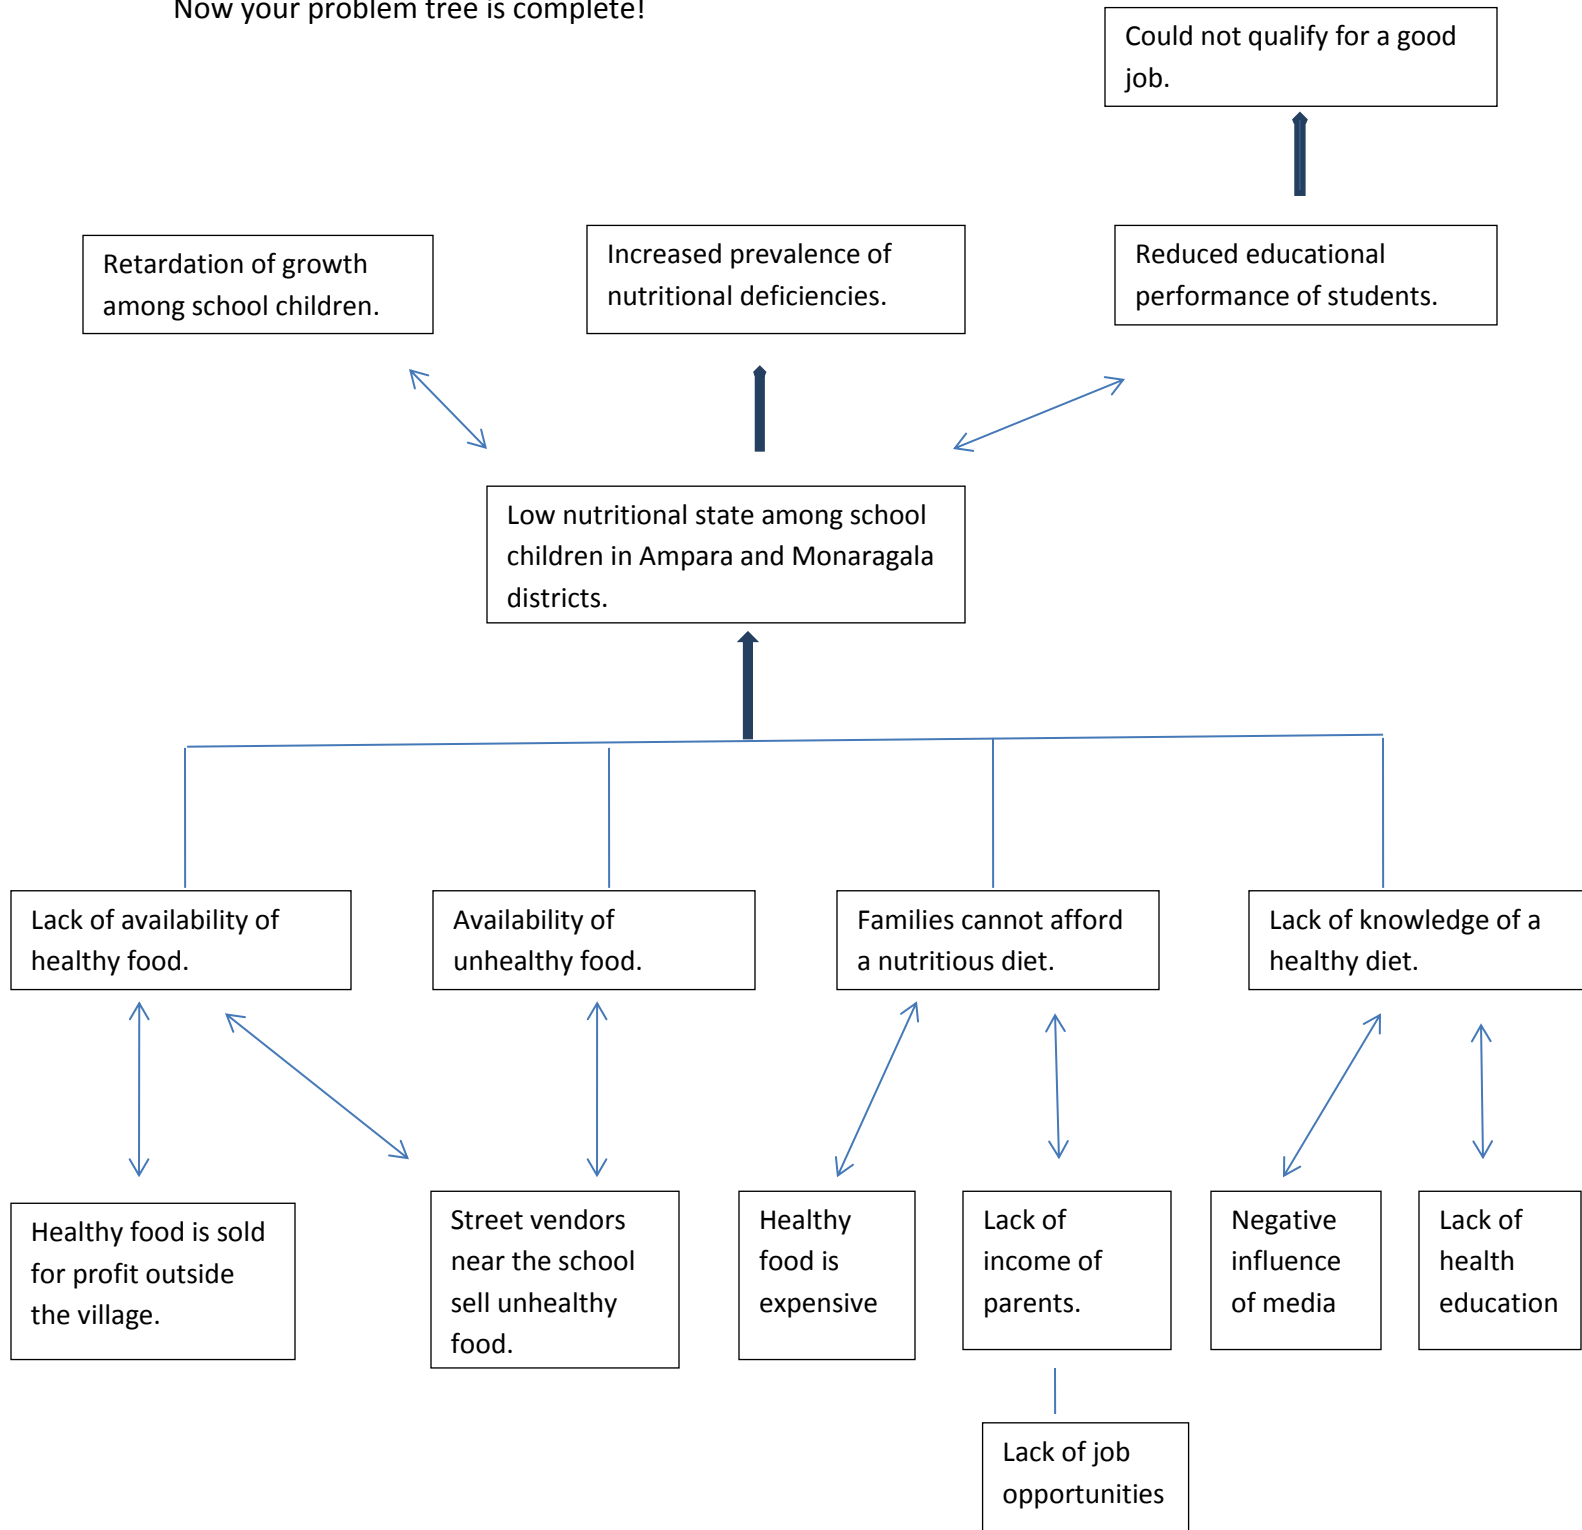 Now your problem tree is complete!
Could not qualify for a good
job.
Retardation of growth
among school children.
Increased prevalence of
nutritional deficiencies.
Reduced educational
performance of students.
Low nutritional state among school
children in Ampara and Monaragala
districts.
Lack of availability of
healthy food.
Availability of
unhealthy food.
Families cannot afford
a nutritious diet.
Lack of knowledge of a
healthy diet.
Healthy food is sold
for profit outside
the village.
Street vendors
near the school
sell unhealthy
food.
Healthy
food is
expensive
Lack of
income of
parents.
Negative
influence
of media
Lack of
health
education
Lack of job
opportunities